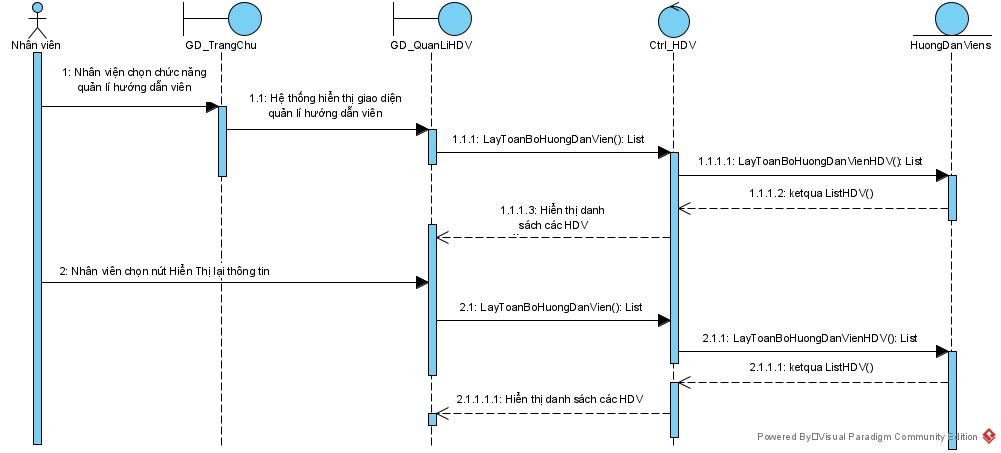 Nhân viên
GD_TrangChu
GD_QuanLiHDV
Ctrl_HDV
HuongDanViens
1: Nhân viện chọn chức năng
quản lí hướng dẫn viên
1.1: Hệ thống hiển thị giao diện
quản lí hướng dẫn viên
1.1.1: LayToanBoHuongDanVien(): List
1.1.1.1: LayToanBoHuongDanVienHDV(): List
1.1.1.2: ketqua ListHDV()
1.1.1.3: Hiển thị danh
sách các HDV
2: Nhân viên chọn nút Hiển Thị lại thông tin
2.1: LayToanBoHuongDanVien(): List
2.1.1: LayToanBoHuongDanVienHDV(): List
2.1.1.1: ketqua ListHDV()
2.1.1.1.1: Hiển thị danh sách các HDV
Powered By Visual Paradigm Community Edition